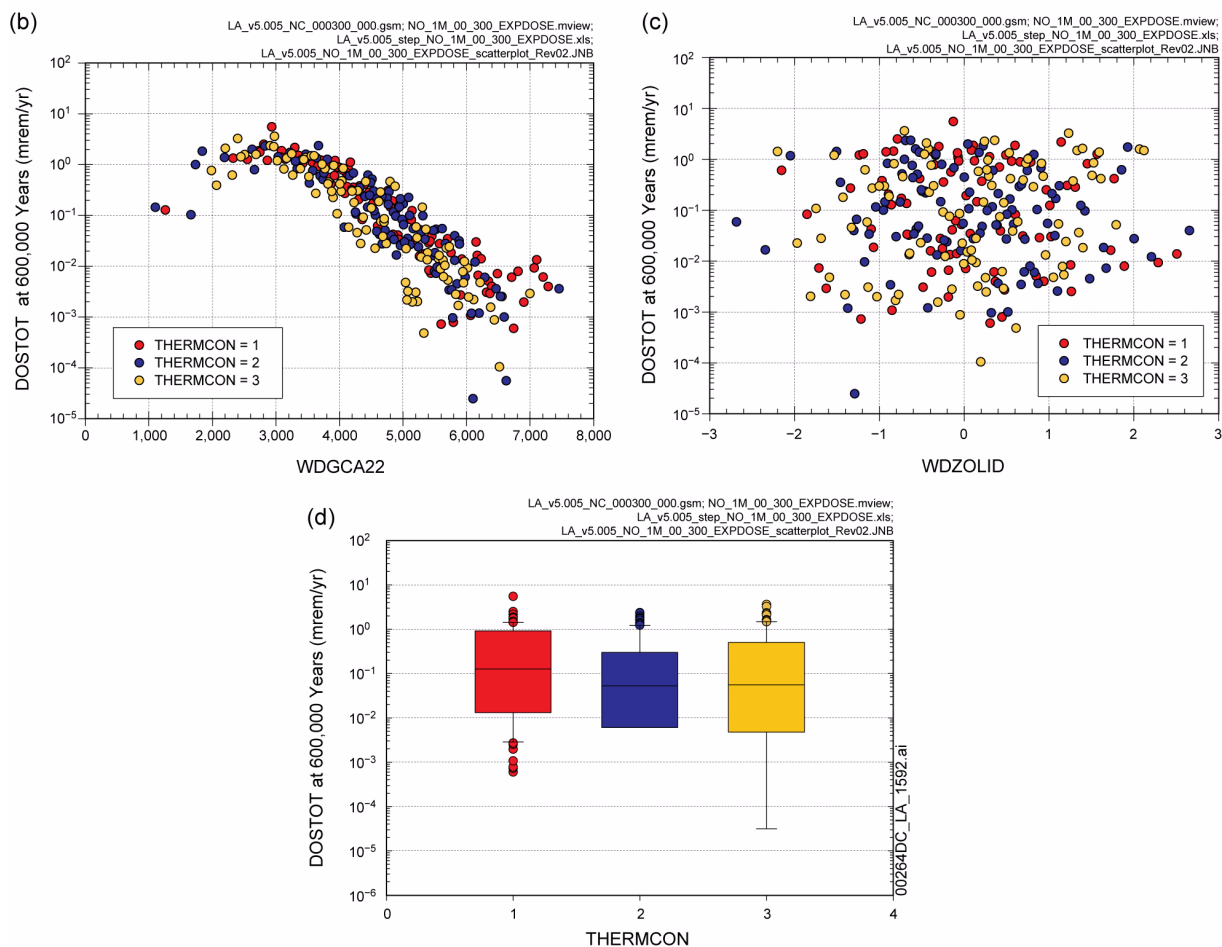 (b)
LA_v5.005_NC_000300_000.gsm; NO_1M_00_300_EXPDOSE.mview;
LA_v5.005_step_NO_1M_00_300_EXPDOSE.xls;
LA_v5.005_NO_1M_00_300_EXPDOSE_scatterplot_Rev02.JNB
DOSTOT at 600,000 Years (mrem/yr)
10²
10¹
10⁰
10⁻¹
10⁻²
10⁻³
10⁻⁴
10⁻⁵
THERMCON = 1
THERMCON = 2
THERMCON = 3
0 1,000 2,000 3,000 4,000 5,000 6,000 7,000 8,000
WDGCA22
(c)
LA_v5.005_NC_000300_000.gsm; NO_1M_00_300_EXPDOSE.mview;
LA_v5.005_step_NO_1M_00_300_EXPDOSE.xls;
LA_v5.005_NO_1M_00_300_EXPDOSE_scatterplot_Rev02.JNB
DOSTOT at 600,000 Years (mrem/yr)
10²
10¹
10⁰
10⁻¹
10⁻²
10⁻³
10⁻⁴
10⁻⁵
THERMCON = 1
THERMCON = 2
THERMCON = 3
−3 −2 −1 0 1 2 3
WDZOLID
(d)
LA_v5.005_NC_000300_000.gsm; NO_1M_00_300_EXPDOSE.mview;
LA_v5.005_step_NO_1M_00_300_EXPDOSE.xls;
LA_v5.005_NO_1M_00_300_EXPDOSE_scatterplot_Rev02.JNB
DOSTOT at 600,000 Years (mrem/yr)
10²
10¹
10⁰
10⁻¹
10⁻²
10⁻³
10⁻⁴
10⁻⁵
10⁻⁶
0 1 2 3 4
THERMCON
00264DC_LA_1592.ai